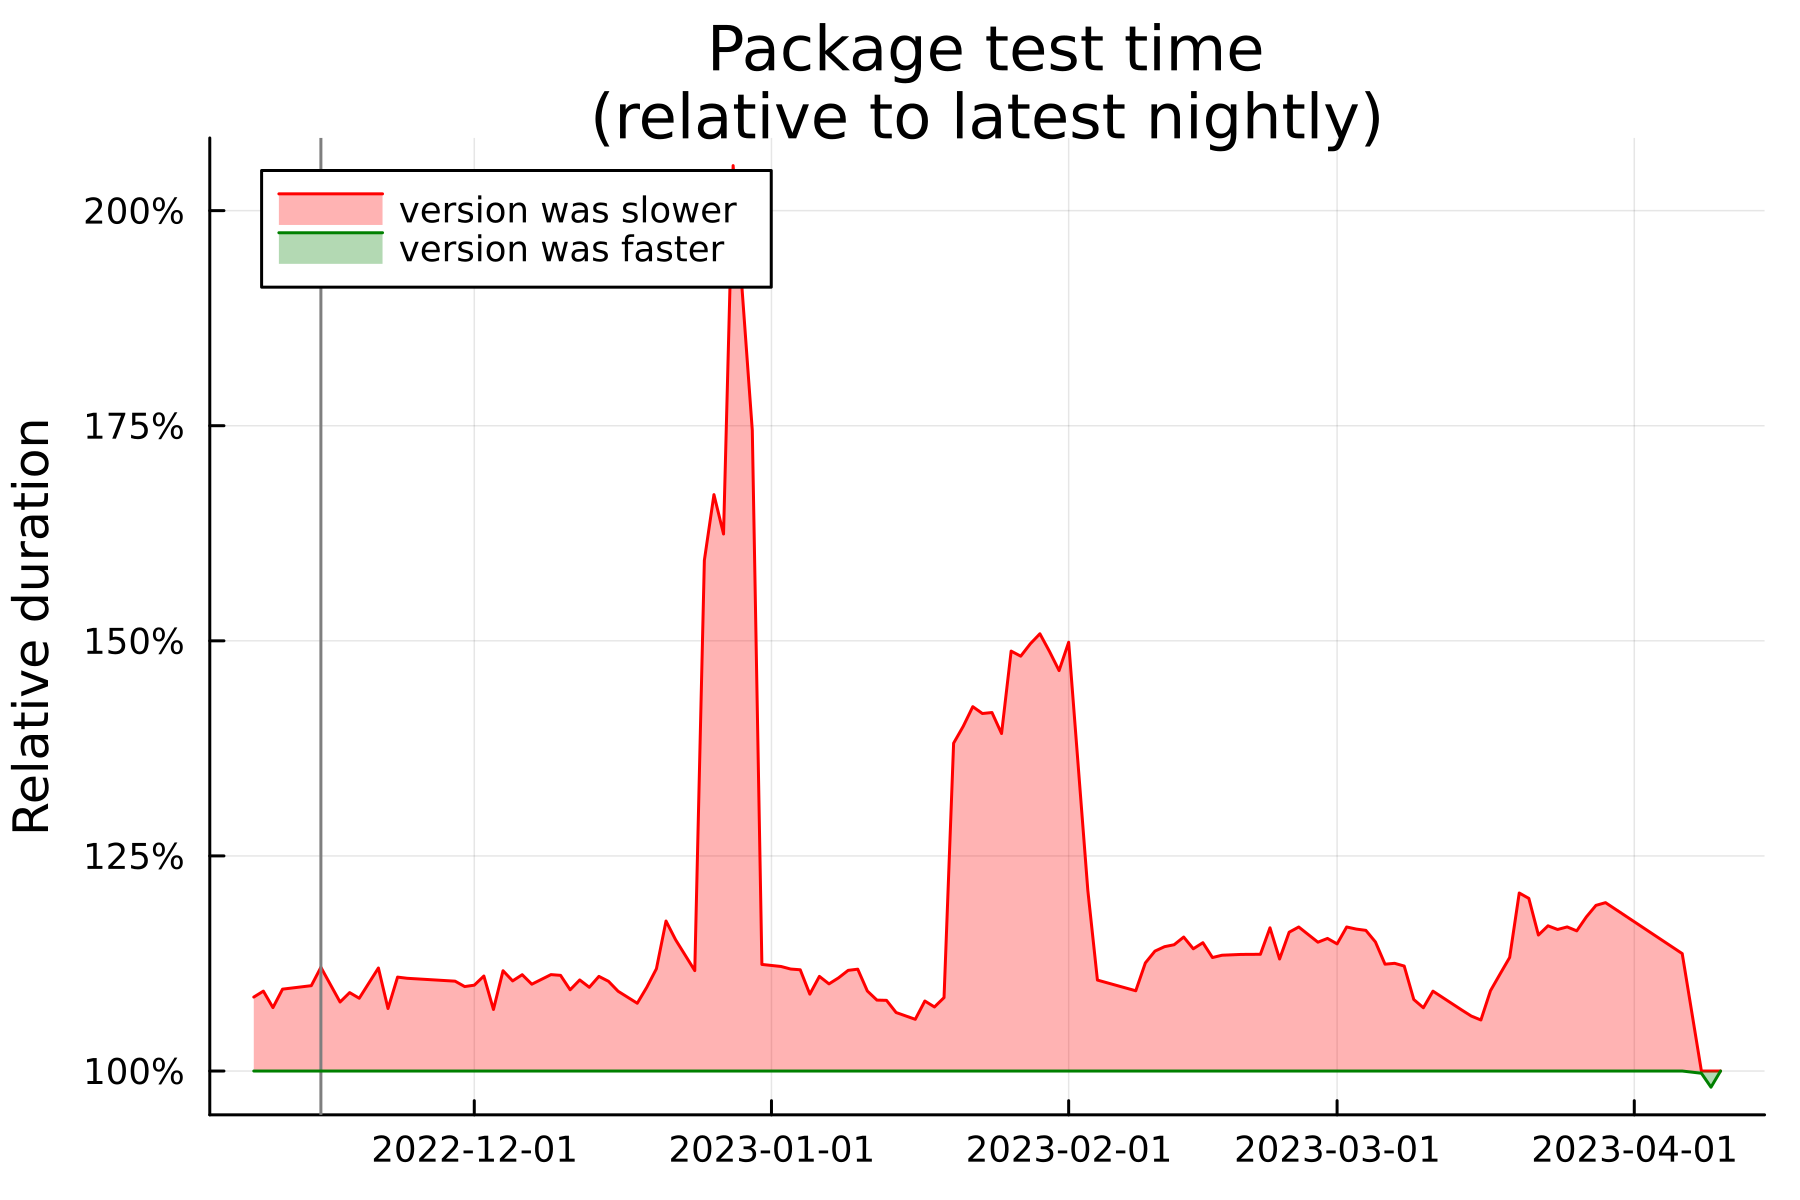 Package test time
(relative to latest nightly)
version was slower
version was faster
Relative duration
200%
175%
150%
125%
100%
2022-12-01
2023-01-01
2023-02-01
2023-03-01
2023-04-01